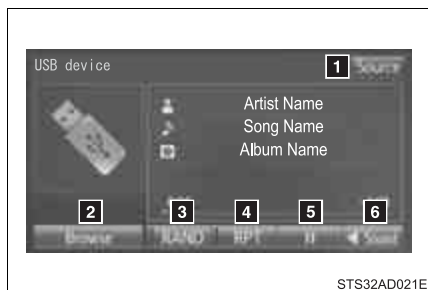 USB device
1 Source
Artist Name
Song Name
Album Name
2 3 4 5 6
Browse RAND RPT II Sound
STS32AD021E